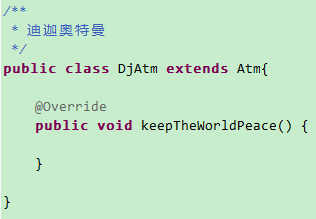 /**
 * 迪迦奥特曼
 */
public class DjAtm extends Atm{
    @Override
    public void keepTheWorldPeace() {
    }
}